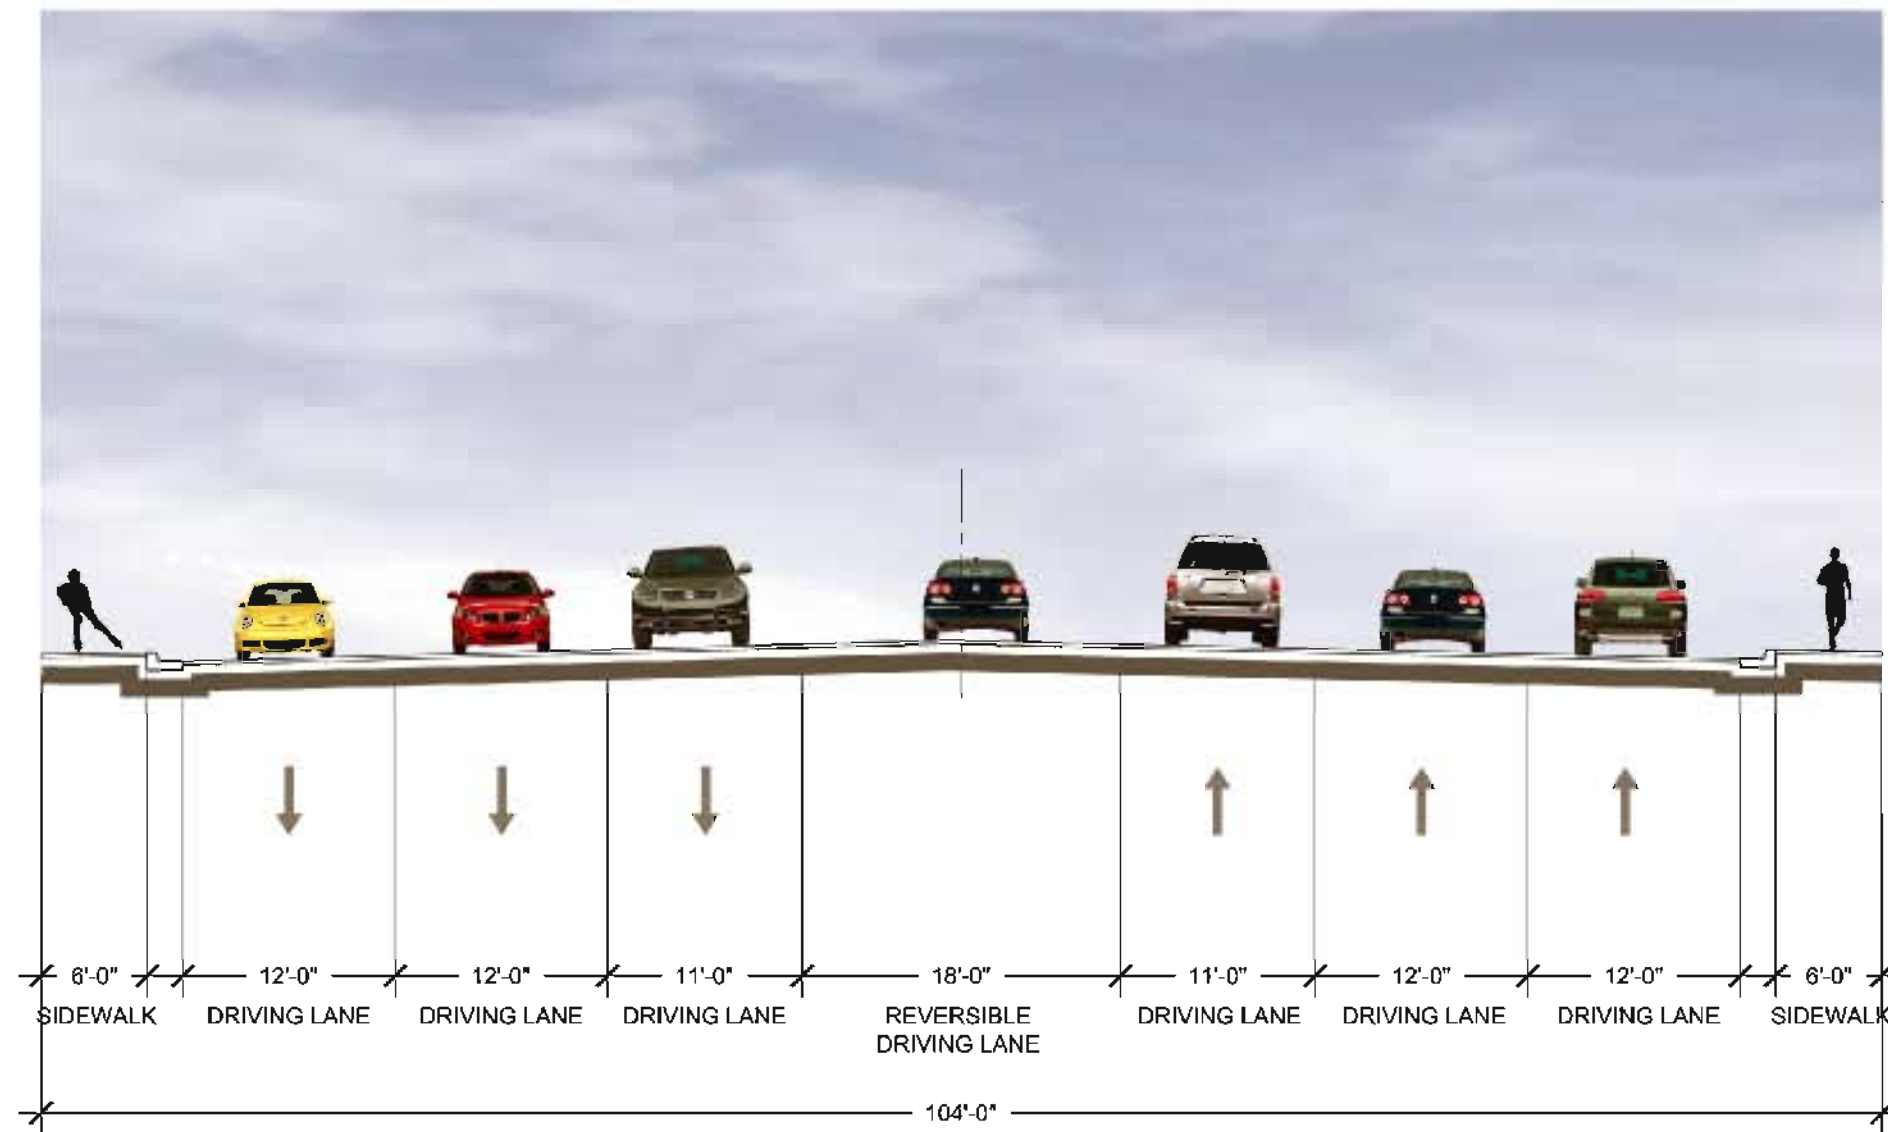 6'-0" 12'-0" 12'-0" 11'-0" 18'-0" 11'-0" 12'-0" 12'-0" 6'-0"
SIDEWALK DRIVING LANE DRIVING LANE DRIVING LANE REVERSIBLE DRIVING LANE DRIVING LANE DRIVING LANE SIDEWALK
DRIVING LANE
104'-0"